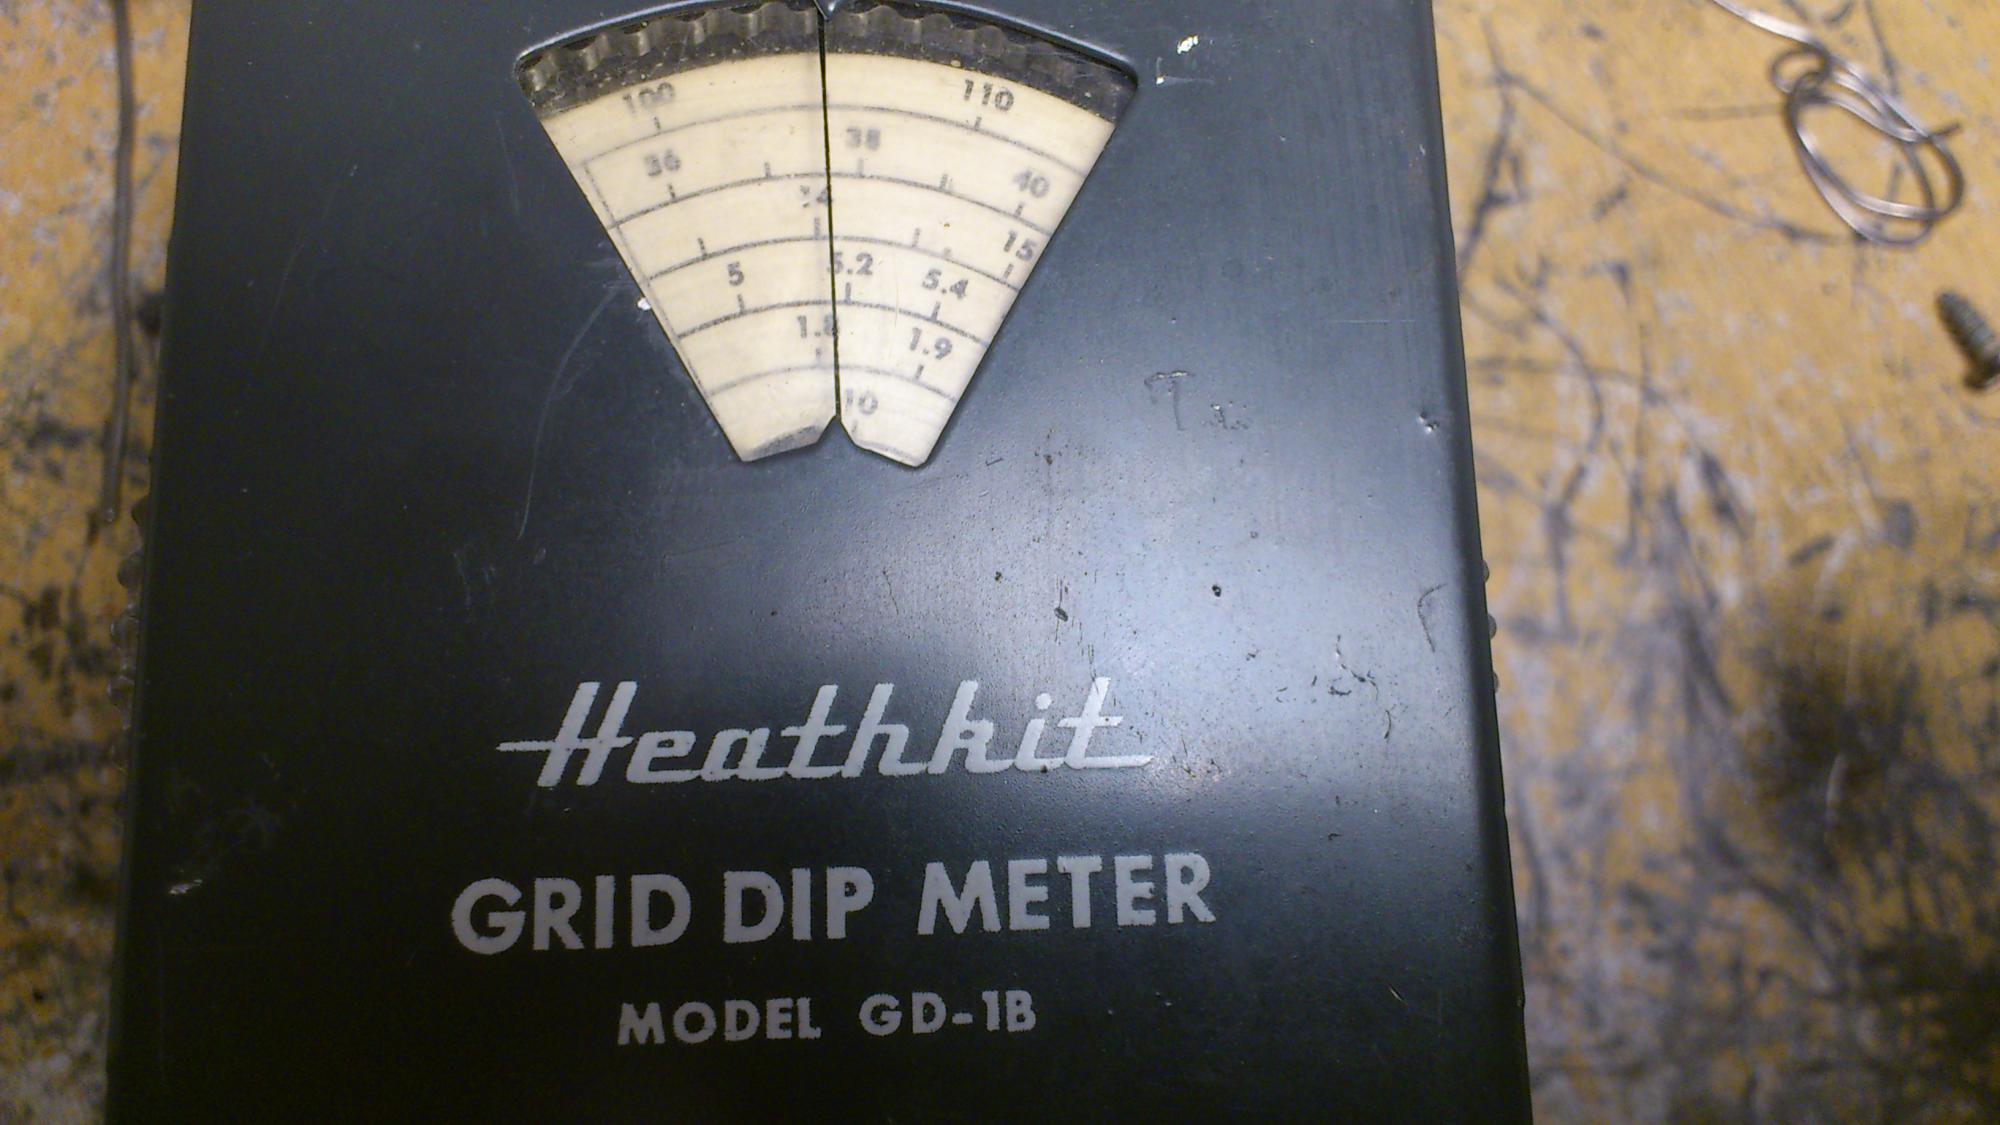 100 110
36 38 40
14 15
5 5.2 5.4
1.8 1.9
10
Heathkit
GRID DIP METER
MODEL GD-1B